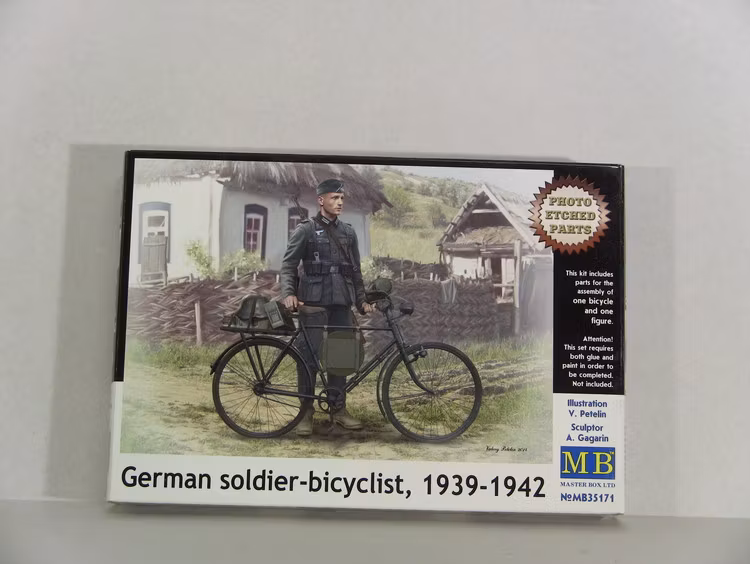 PHOTO
ETCHED
PARTS
This kit includes
parts for the
assembly of
one bicycle
and one
figure.
Attention!
This set requires
both glue and
paint in order to
be completed.
Not included.
Illustration
V. Petelin
Sculptor
A. Gagarin
MB
MASTER BOX LTD
№MB35171
German soldier-bicyclist, 1939-1942